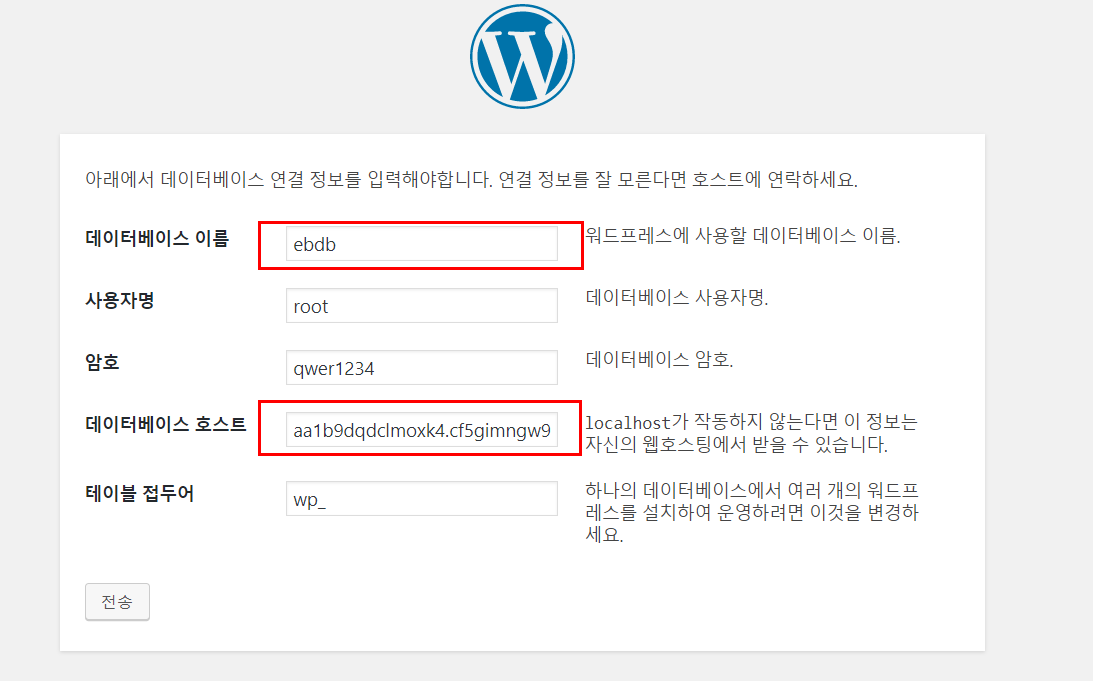 아래에서 데이터베이스 연결 정보를 입력해야합니다. 연결 정보를 잘 모른다면 호스트에 연락하세요.
데이터베이스 이름
ebdb
워드프레스에 사용할 데이터베이스 이름.
사용자명
root
데이터베이스 사용자명.
암호
qwer1234
데이터베이스 암호.
데이터베이스 호스트
aa1b9dqdclmoxk4.cf5gimngw9
localhost가 작동하지 않는다면 이 정보는
자신의 웹호스팅에서 받을 수 있습니다.
테이블 접두어
wp_
하나의 데이터베이스에서 여러 개의 워드프
레스를 설치하여 운영하려면 이것을 변경하
세요.
전송